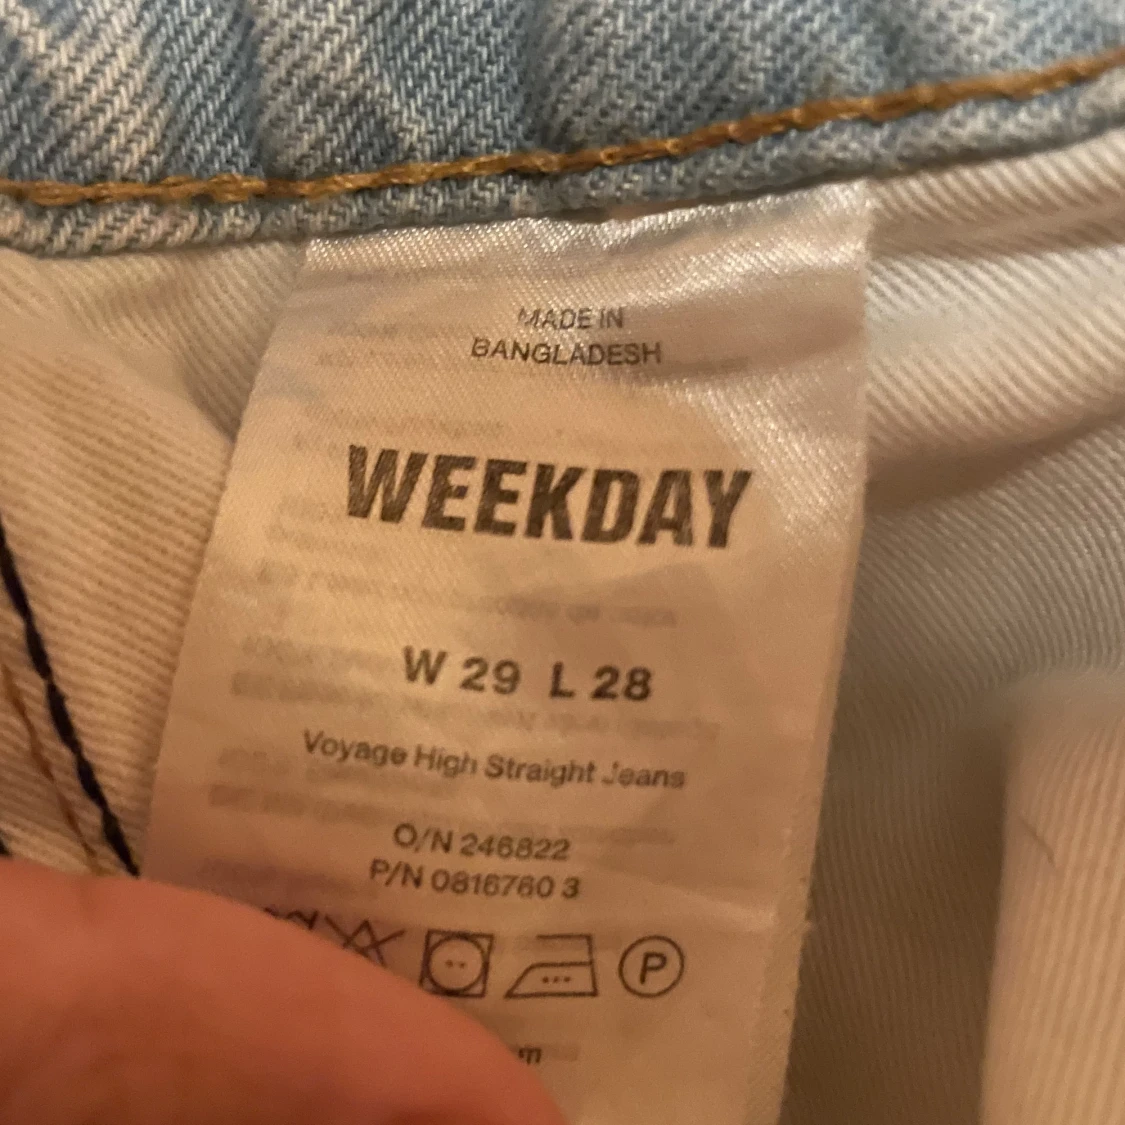 MADE IN
BANGLADESH
WEEKDAY
W 29 L 28
Voyage High Straight Jeans
O/N 246822
P/N 0816760 3
P
m